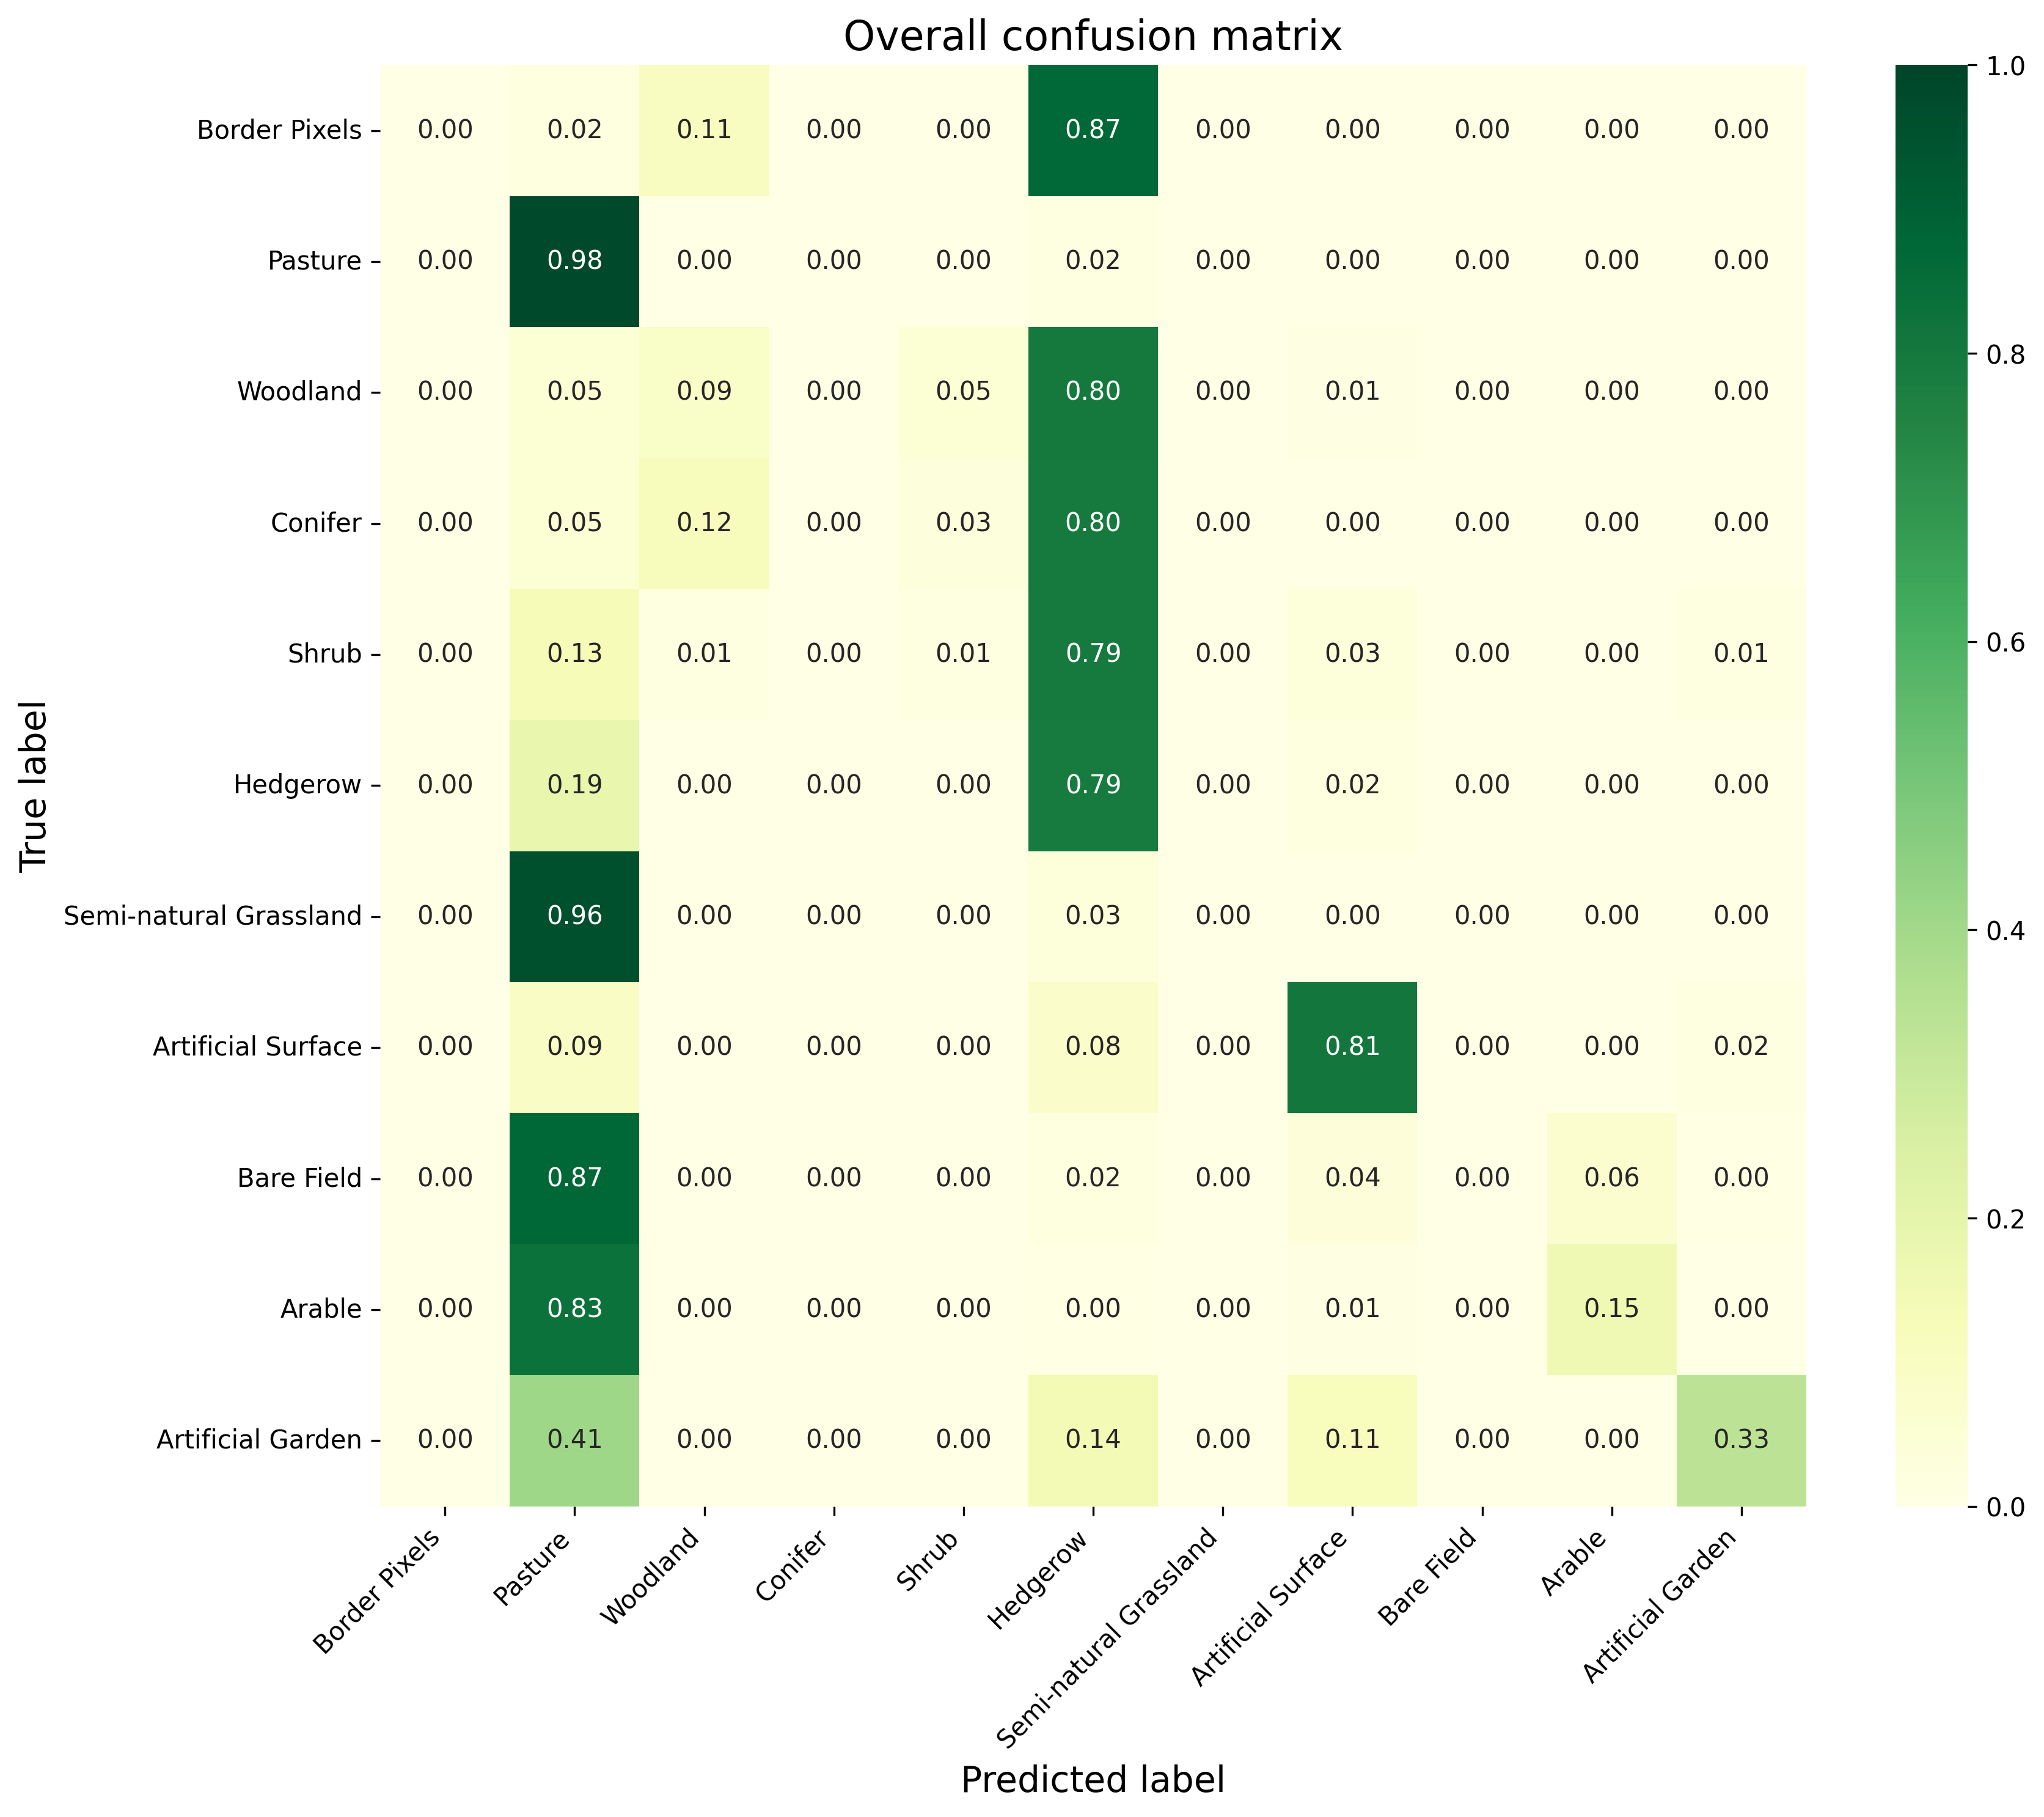 Overall confusion matrix
True label
Border Pixels 0.00 0.02 0.11 0.00 0.00 0.87 0.00 0.00 0.00 0.00 0.00
Pasture 0.00 0.98 0.00 0.00 0.00 0.02 0.00 0.00 0.00 0.00 0.00
Woodland 0.00 0.05 0.09 0.00 0.05 0.80 0.00 0.01 0.00 0.00 0.00
Conifer 0.00 0.05 0.12 0.00 0.03 0.80 0.00 0.00 0.00 0.00 0.00
Shrub 0.00 0.13 0.01 0.00 0.01 0.79 0.00 0.03 0.00 0.00 0.01
Hedgerow 0.00 0.19 0.00 0.00 0.00 0.79 0.00 0.02 0.00 0.00 0.00
Semi-natural Grassland 0.00 0.96 0.00 0.00 0.00 0.03 0.00 0.00 0.00 0.00 0.00
Artificial Surface 0.00 0.09 0.00 0.00 0.00 0.08 0.00 0.81 0.00 0.00 0.02
Bare Field 0.00 0.87 0.00 0.00 0.00 0.02 0.00 0.04 0.00 0.06 0.00
Arable 0.00 0.83 0.00 0.00 0.00 0.00 0.00 0.01 0.00 0.15 0.00
Artificial Garden 0.00 0.41 0.00 0.00 0.00 0.14 0.00 0.11 0.00 0.00 0.33
Border Pixels
Pasture
Woodland
Conifer
Shrub
Hedgerow
Semi-natural Grassland
Artificial Surface
Bare Field
Arable
Artificial Garden
Predicted label
1.0
0.8
0.6
0.4
0.2
0.0